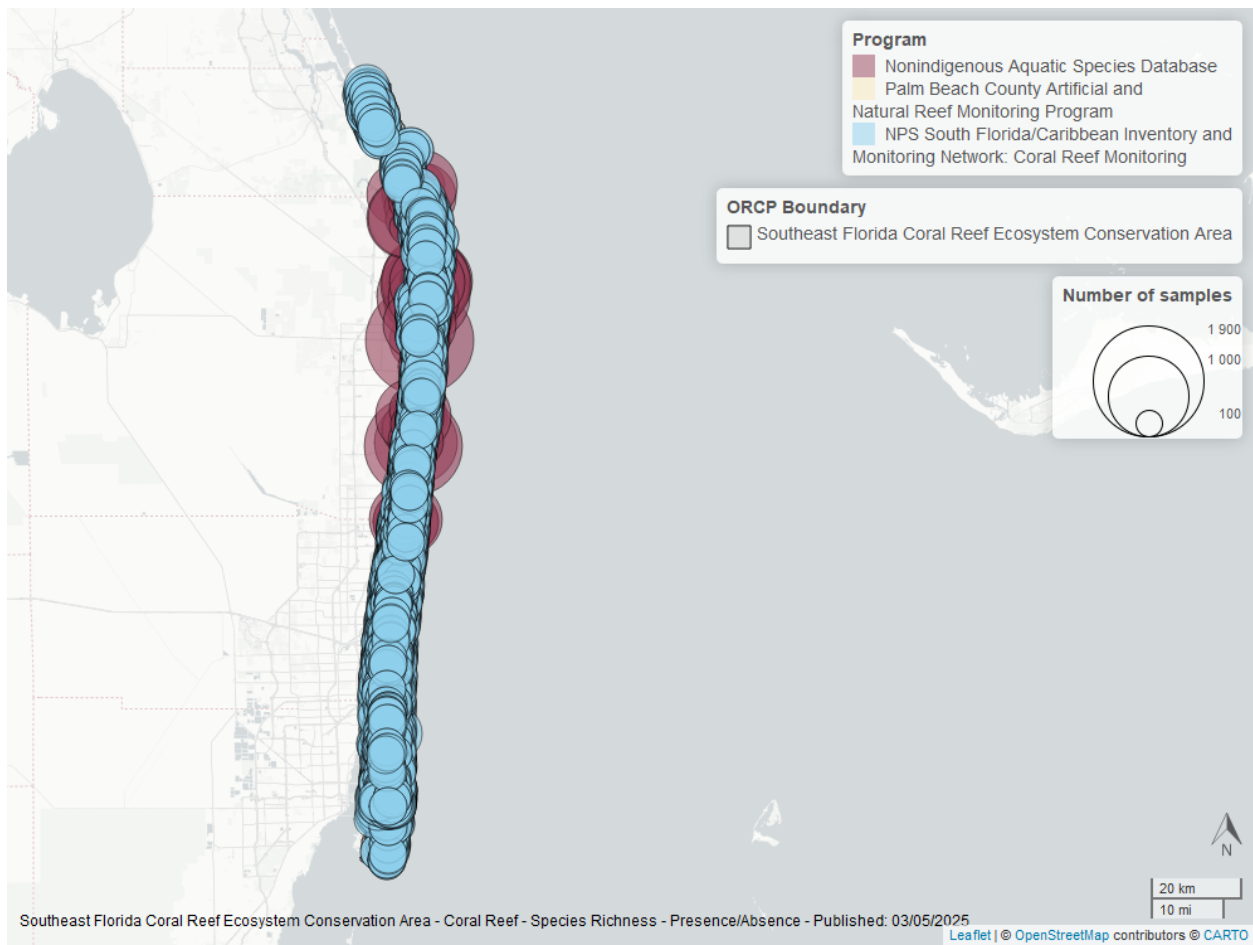 Program
Nonindigenous Aquatic Species Database
Palm Beach County Artificial and
Natural Reef Monitoring Program
NPS South Florida/Caribbean Inventory and
Monitoring Network: Coral Reef Monitoring
ORCP Boundary
Southeast Florida Coral Reef Ecosystem Conservation Area
Number of samples
1 900
1 000
100
N
20 km
10 mi
Southeast Florida Coral Reef Ecosystem Conservation Area - Coral Reef - Species Richness - Presence/Absence - Published: 03/05/2025
Leaflet | © OpenStreetMap contributors © CARTO